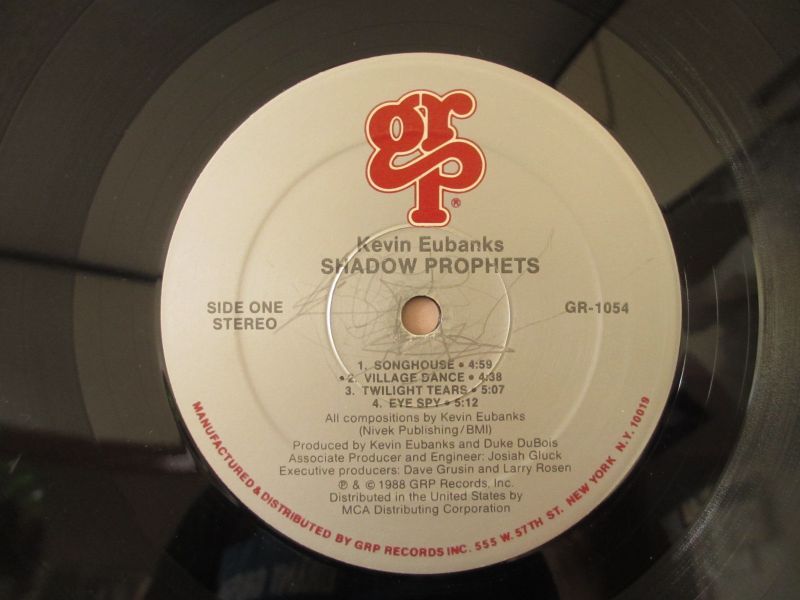 grp®
Kevin Eubanks
SHADOW PROPHETS
SIDE ONE
STEREO
GR-1054
1. SONGHOUSE • 4:59
•2. VILLAGE DANCE • 4:38
3. TWILIGHT TEARS • 5:07
4. EYE SPY • 5:12
All compositions by Kevin Eubanks
(Nivek Publishing/BMI)
Produced by Kevin Eubanks and Duke DuBois
Associate Producer and Engineer: Josiah Gluck
Executive producers: Dave Grusin and Larry Rosen
℗ & © 1988 GRP Records, Inc.
Distributed in the United States by
MCA Distributing Corporation
MANUFACTURED & DISTRIBUTED BY GRP RECORDS INC. 555 W. 57TH ST. NEW YORK N.Y. 10019